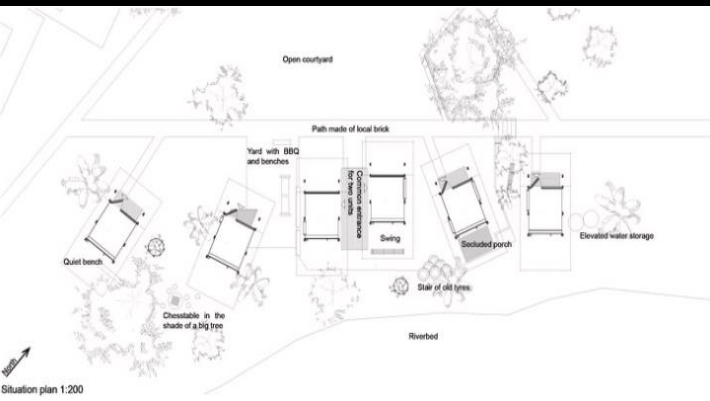 Open courtyard
Path made of local brick
Yard with BBQ
and benches
Common entrance
for two units
Swing
Secluded porch
Elevated water storage
Quiet bench
Stair of old tyres
Chesstable in the
shade of a big tree
Riverbed
North
Situation plan 1:200